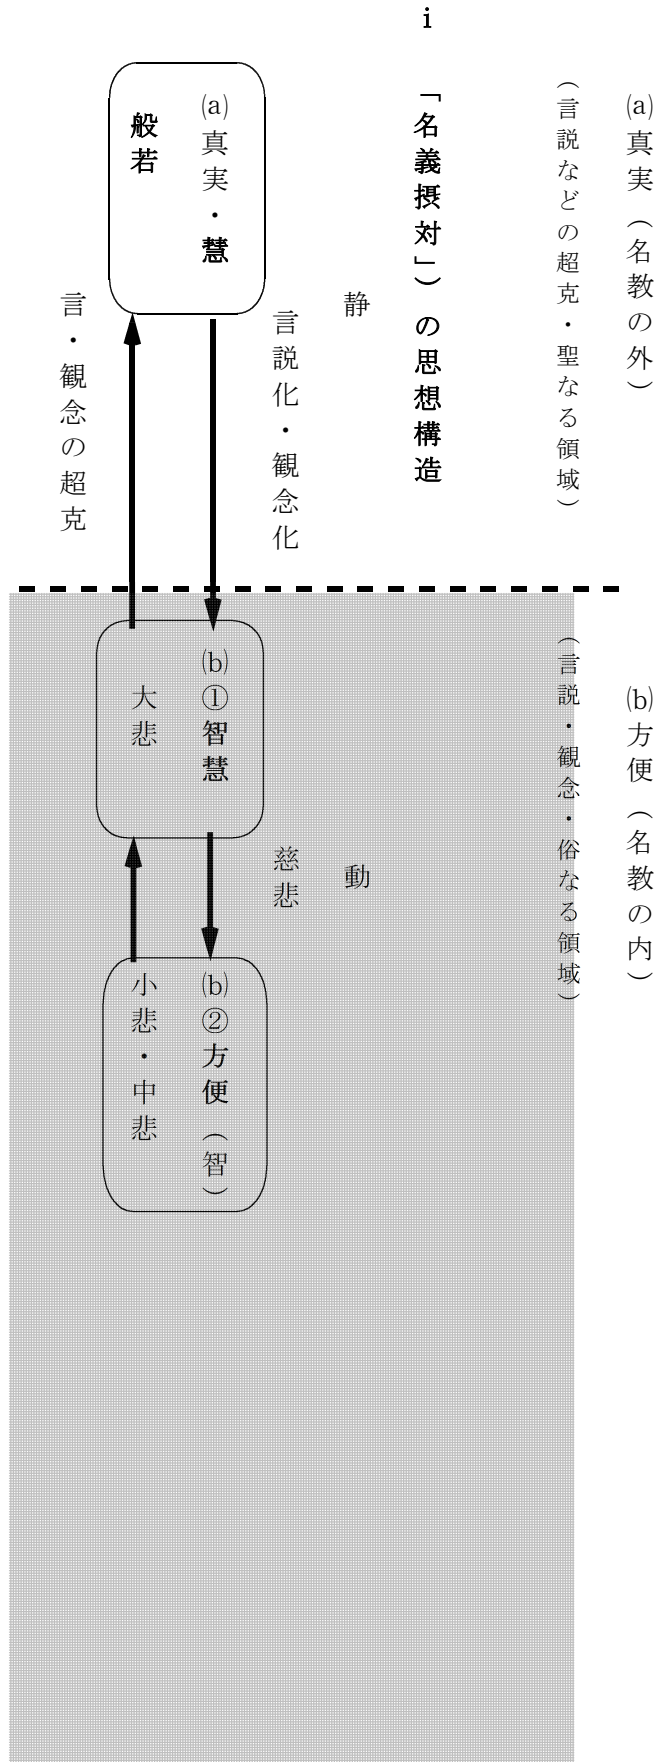 (a)真実（名教の外）
（言説などの超克・聖なる領域）
(b)方便（名教の内）
（言説・観念・俗なる領域）
i　「名義摂対」）の思想構造
静
動
言説化・観念化
慈悲
(a)真実・慧
般若
(b)①智慧
大悲
(b)②方便（智）
小悲・中悲
言・観念の超克